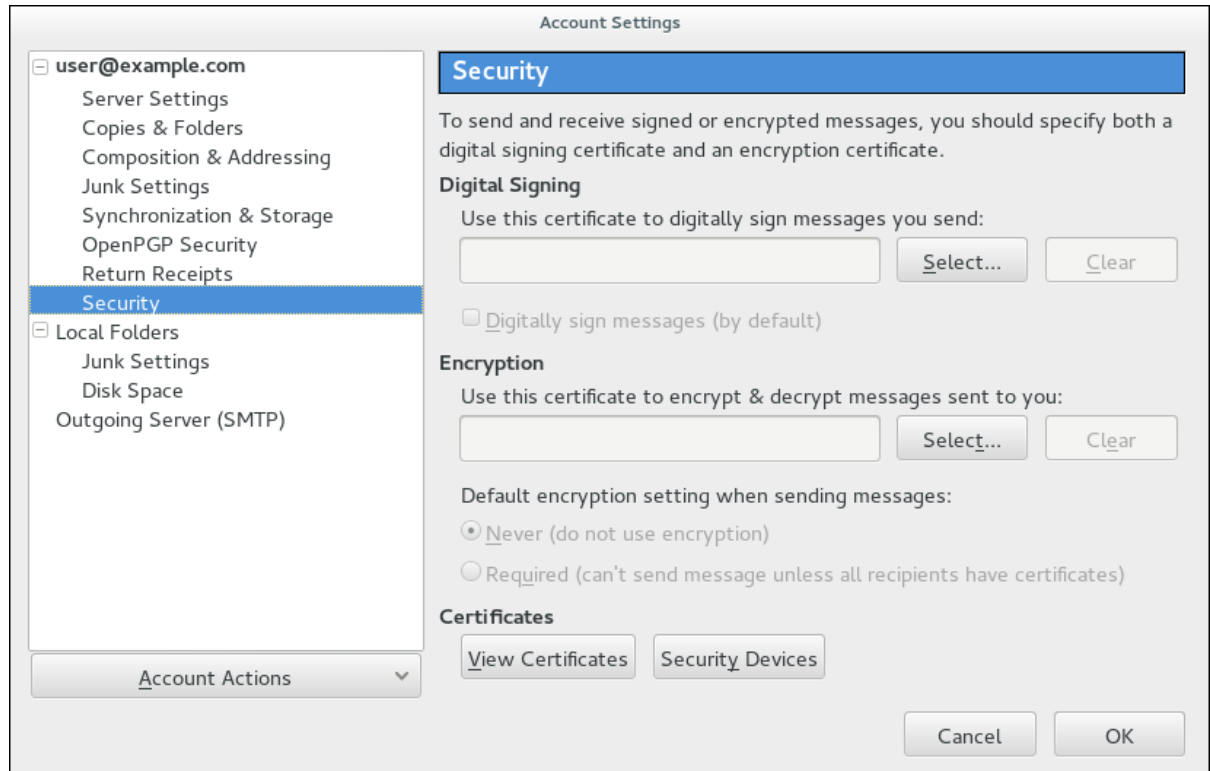 Account Settings
user@example.com
Server Settings
Copies & Folders
Composition & Addressing
Junk Settings
Synchronization & Storage
OpenPGP Security
Return Receipts
Security
Local Folders
Junk Settings
Disk Space
Outgoing Server (SMTP)
Account Actions
Security
To send and receive signed or encrypted messages, you should specify both a
digital signing certificate and an encryption certificate.
Digital Signing
Use this certificate to digitally sign messages you send:
Select... Clear
Digitally sign messages (by default)
Encryption
Use this certificate to encrypt & decrypt messages sent to you:
Select... Clear
Default encryption setting when sending messages:
Never (do not use encryption)
Required (can't send message unless all recipients have certificates)
Certificates
View Certificates Security Devices
Cancel OK